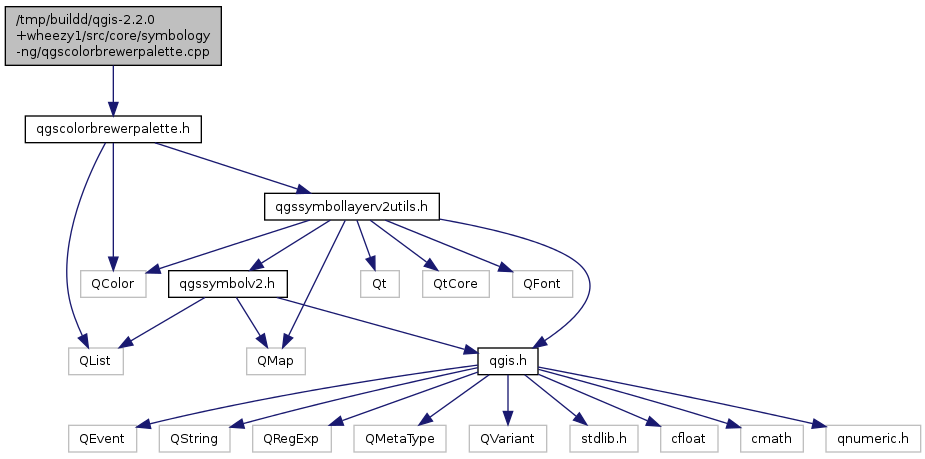 /tmp/buildd/qgis-2.2.0
+wheezy1/src/core/symbology
-ng/qgscolorbrewerpalette.cpp
qgscolorbrewerpalette.h
qgssymbollayerv2utils.h
QColor
qgssymbolv2.h
Qt
QtCore
QFont
QList
QMap
qgis.h
QEvent
QString
QRegExp
QMetaType
QVariant
stdlib.h
cfloat
cmath
qnumeric.h